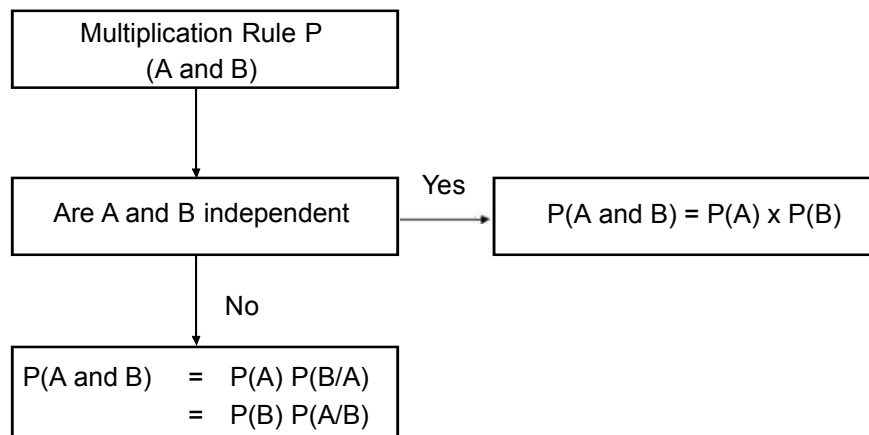 Multiplication Rule P
(A and B)
Are A and B independent
Yes
P(A and B) = P(A) x P(B)
No
P(A and B) = P(A) P(B/A)
= P(B) P(A/B)